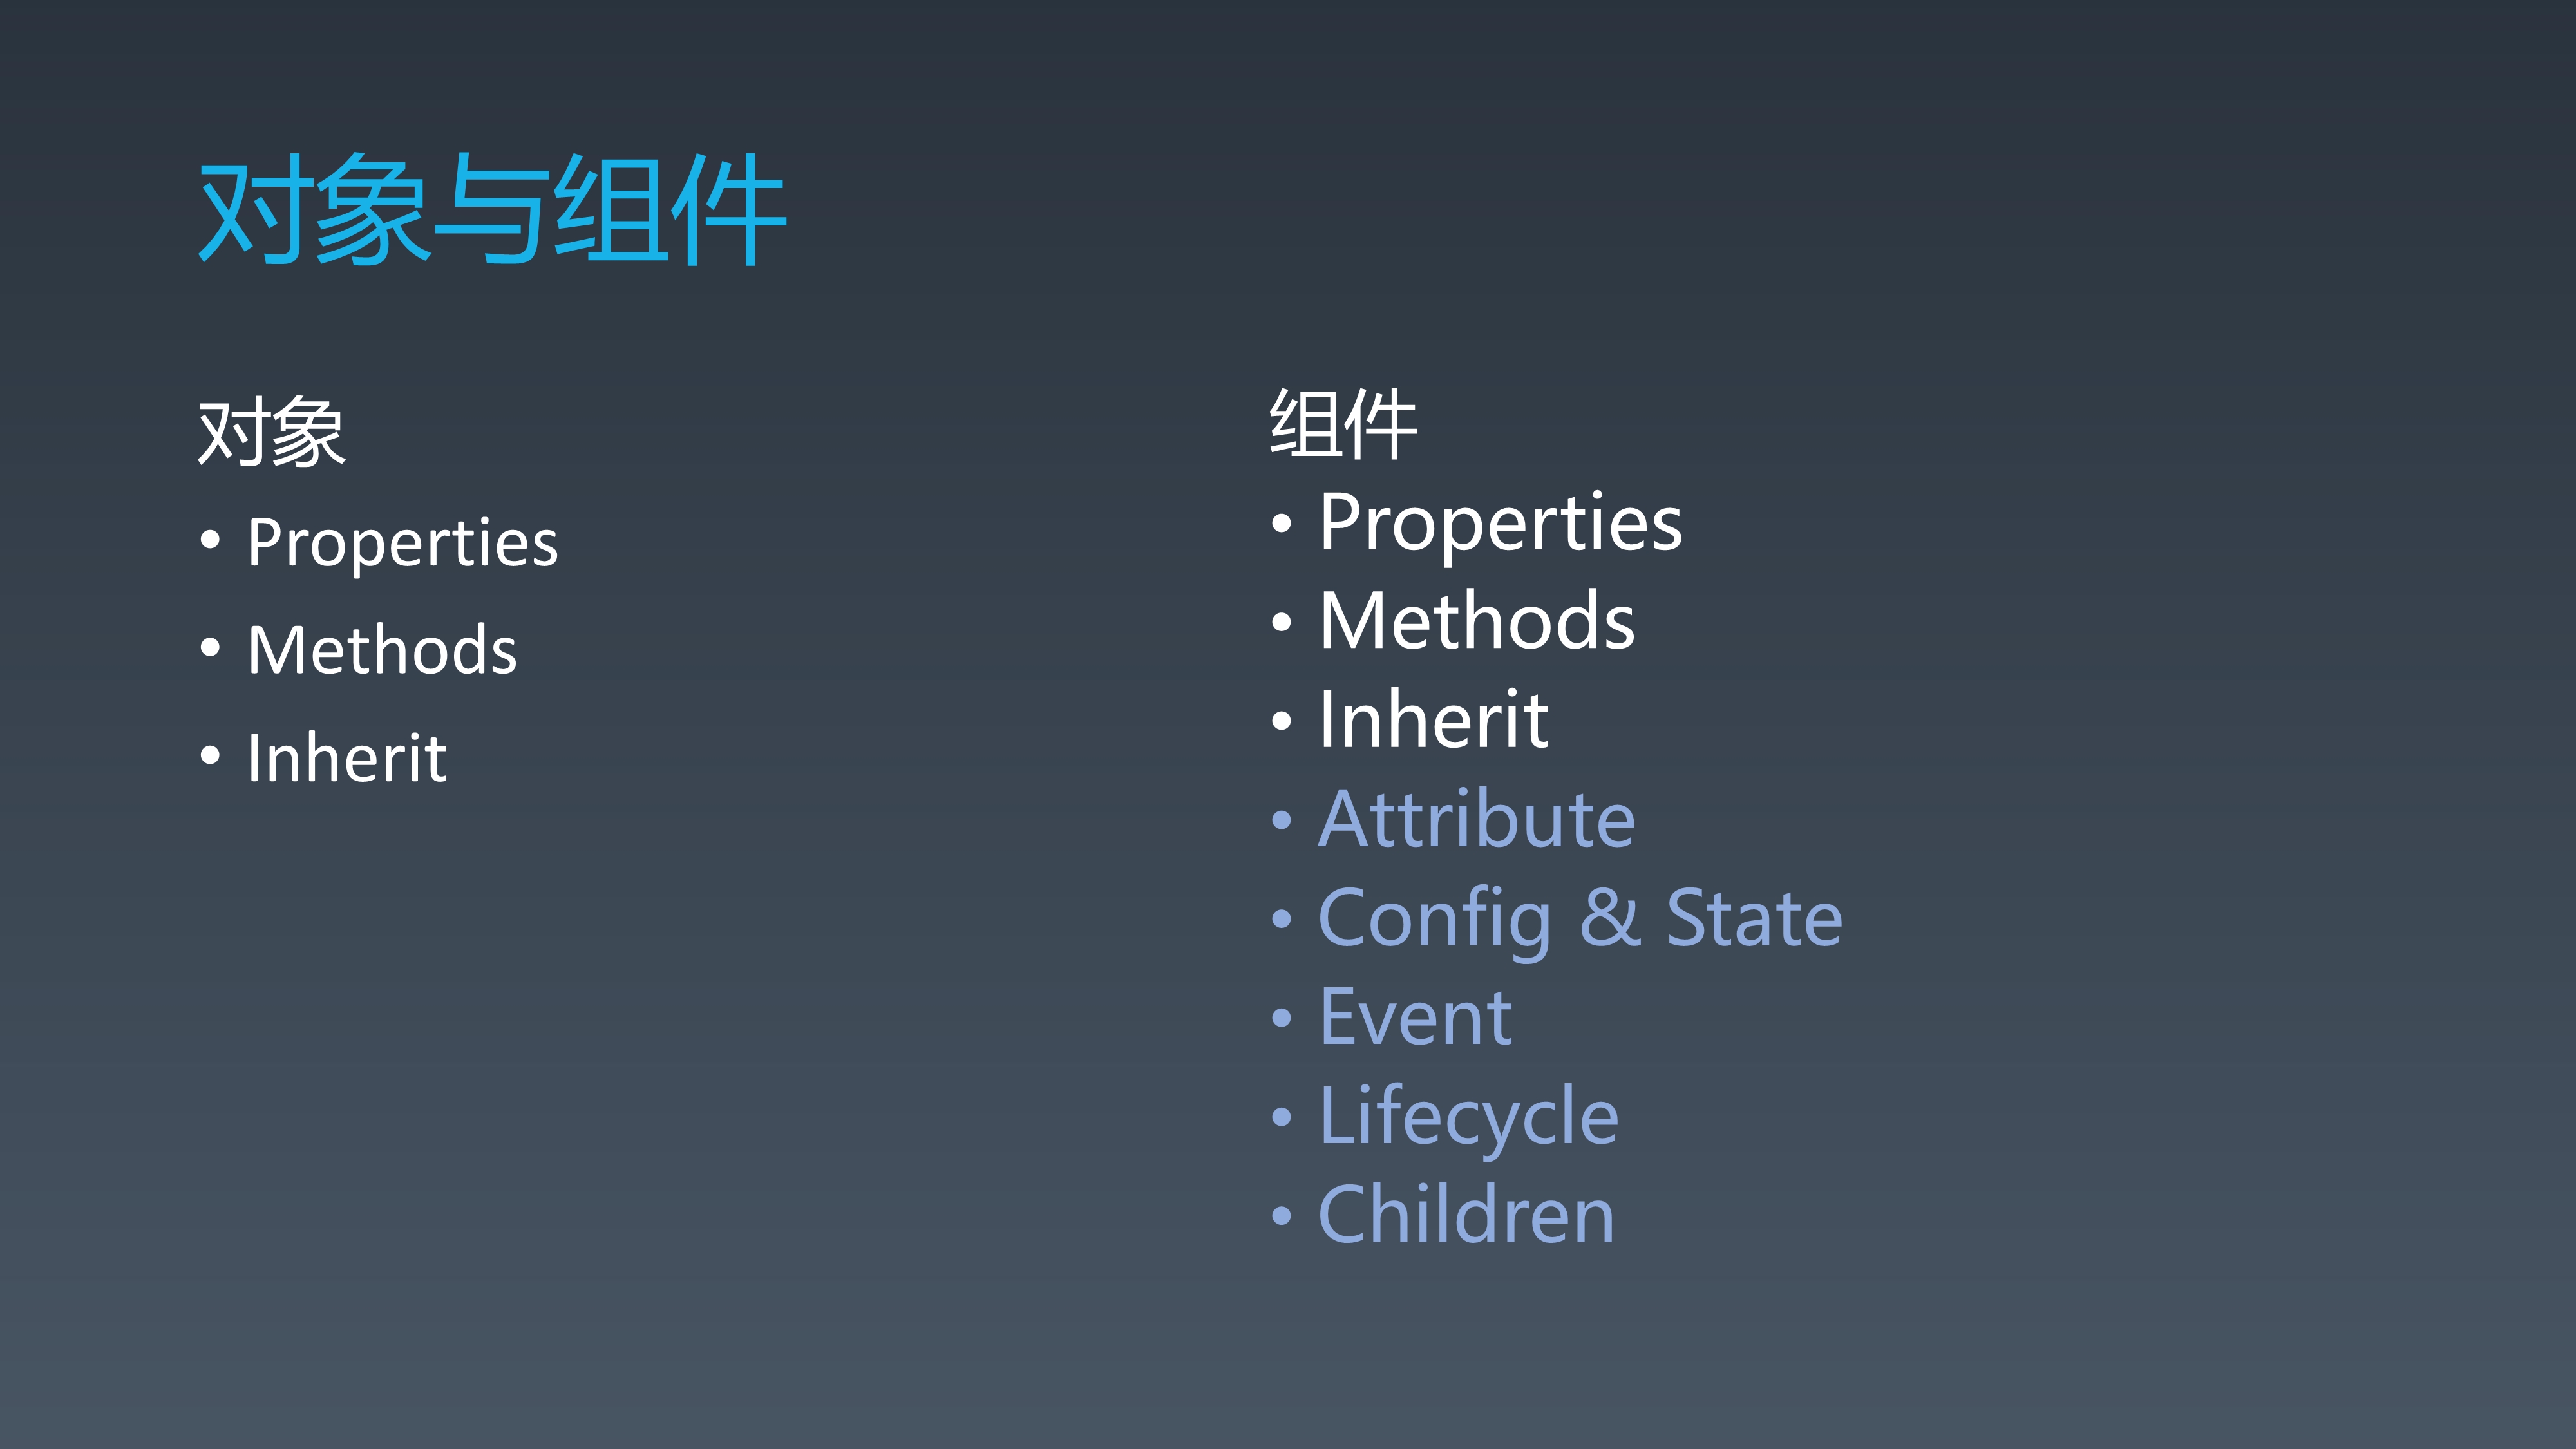 对象与组件
对象
• Properties
• Methods
• Inherit
组件
• Properties
• Methods
• Inherit
• Attribute
• Config & State
• Event
• Lifecycle
• Children